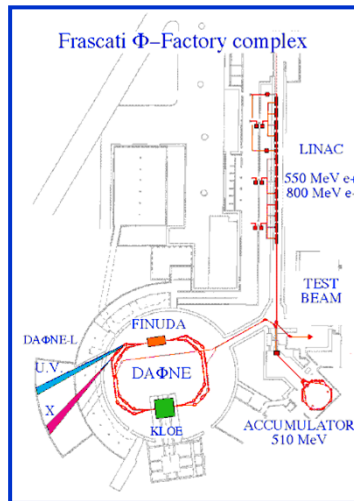 Frascati Φ-Factory complex
LINAC
550 MeV e+
800 MeV e-
TEST
BEAM
FINUDA
DAΦNE-L
U.V.
DAΦNE
X
KLOE
ACCUMULATOR
510 MeV